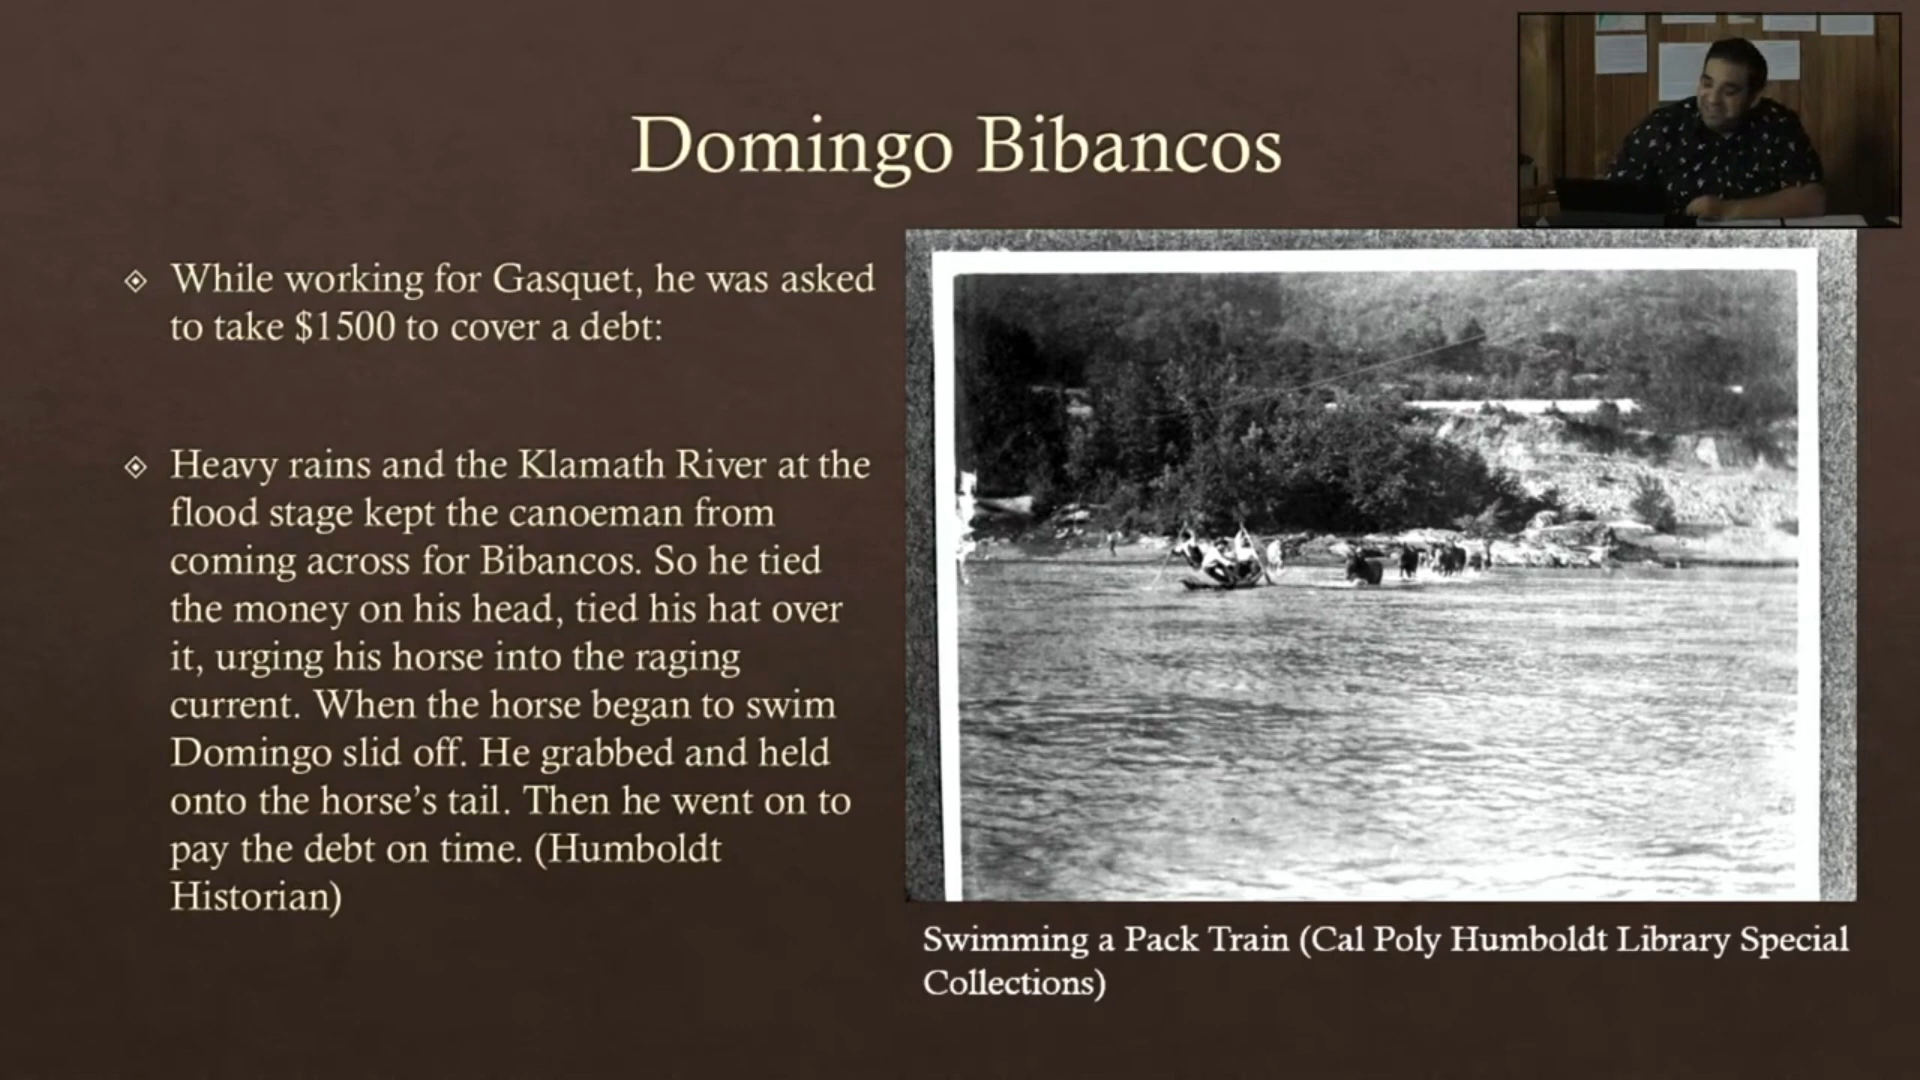 Domingo Bibancos
While working for Gasquet, he was asked
to take $1500 to cover a debt:
Heavy rains and the Klamath River at the
flood stage kept the canoeman from
coming across for Bibancos. So he tied
the money on his head, tied his hat over
it, urging his horse into the raging
current. When the horse began to swim
Domingo slid off. He grabbed and held
onto the horse’s tail. Then he went on to
pay the debt on time. (Humboldt
Historian)
Swimming a Pack Train (Cal Poly Humboldt Library Special
Collections)